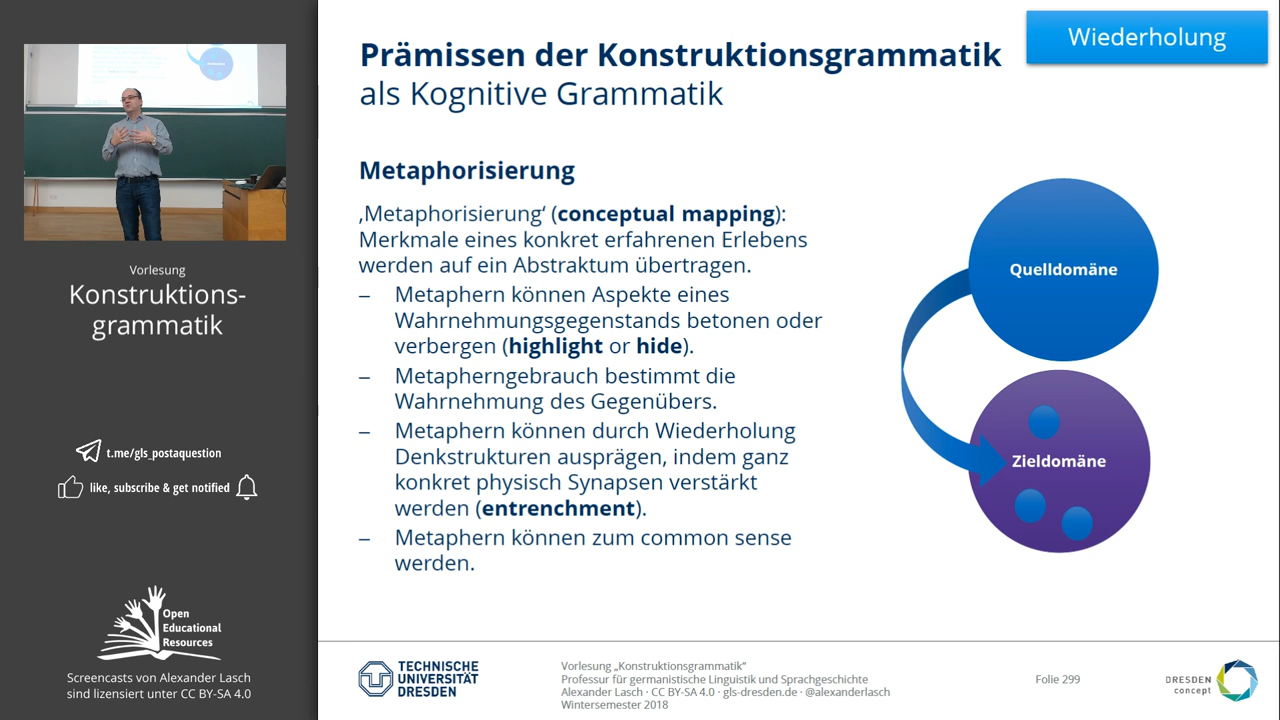 Vorlesung
Konstruktions-
grammatik
t.me/gls_postaquestion
like, subscribe & get notified
Open
Educational
Resources
Screencasts von Alexander Lasch
sind lizensiert unter CC BY-SA 4.0
Wiederholung
Prämissen der Konstruktionsgrammatik
als Kognitive Grammatik
Metaphorisierung
‚Metaphorisierung‘ (conceptual mapping):
Merkmale eines konkret erfahrenen Erlebens
werden auf ein Abstraktum übertragen.
– Metaphern können Aspekte eines
Wahrnehmungsgegenstands betonen oder
verbergen (highlight or hide).
– Metapherngebrauch bestimmt die
Wahrnehmung des Gegenübers.
– Metaphern können durch Wiederholung
Denkstrukturen ausprägen, indem ganz
konkret physisch Synapsen verstärkt
werden (entrenchment).
– Metaphern können zum common sense
werden.
Quelldomäne
Zieldomäne
TECHNISCHE
UNIVERSITÄT
DRESDEN
Vorlesung „Konstruktionsgrammatik“
Professur für germanistische Linguistik und Sprachgeschichte
Alexander Lasch · CC BY-SA 4.0 · gls-dresden.de · @alexanderlasch
Wintersemester 2018
Folie 299
DRESDEN
concept